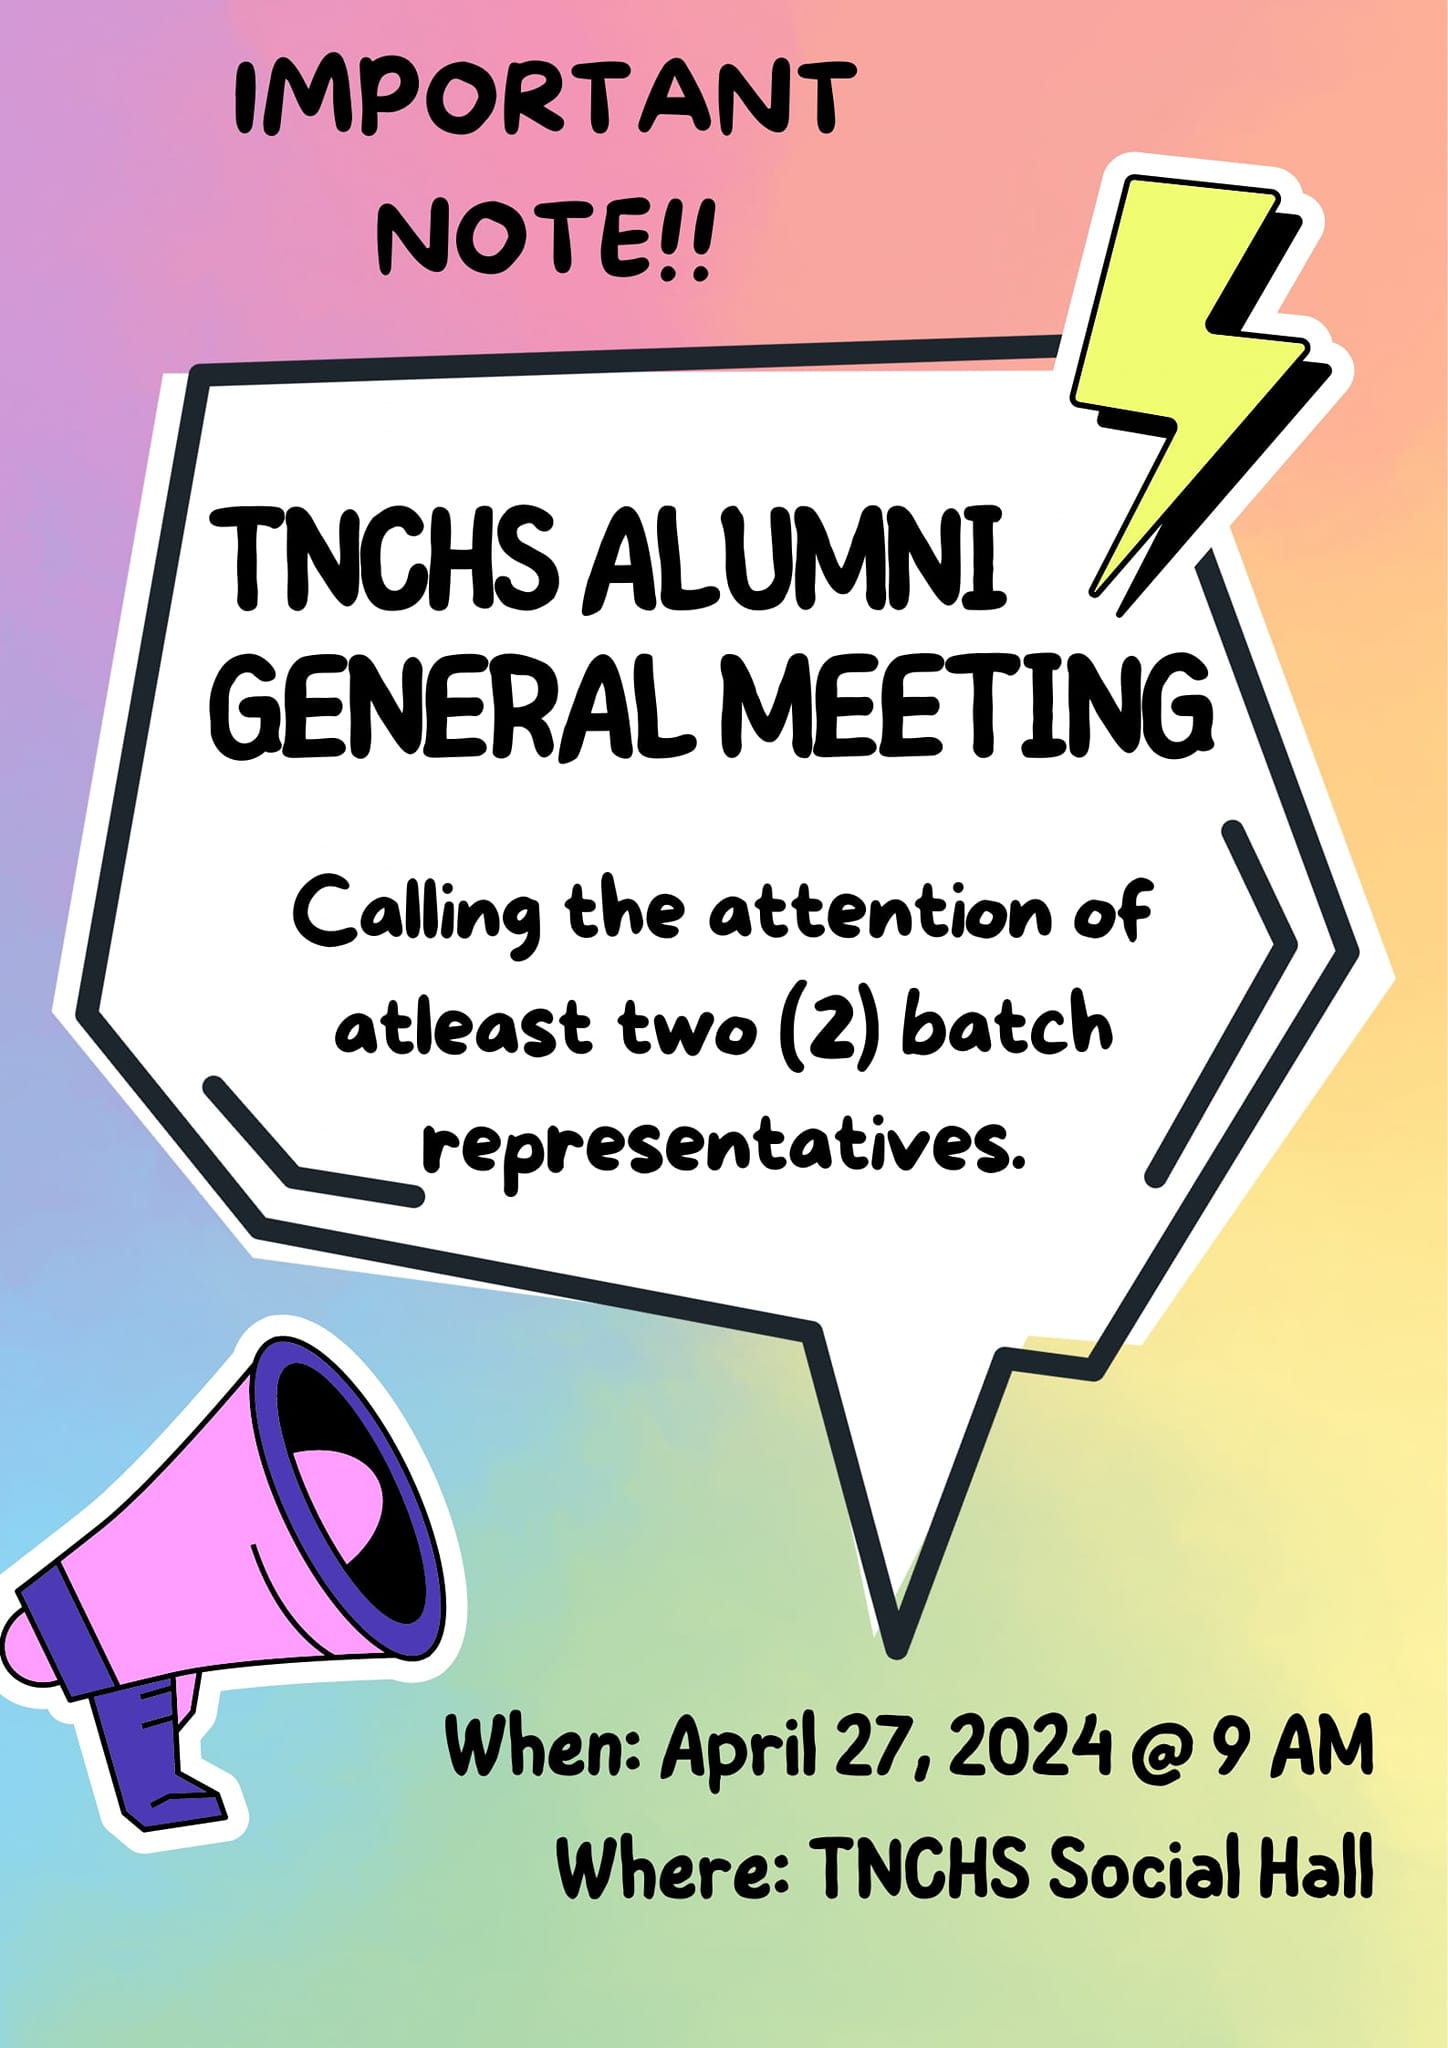 IMPORTANT
NOTE!!
TNCHS ALUMNI
GENERAL MEETING
Calling the attention of
atleast two (2) batch
representatives.
When: April 27, 2024 @ 9 AM
Where: TNCHS Social Hall